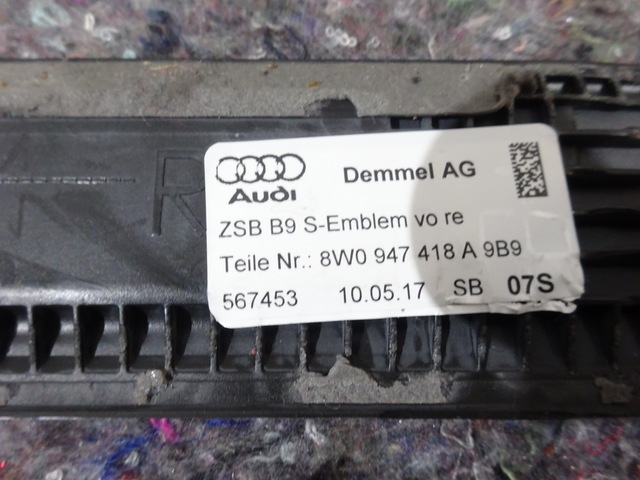 R
Audi
Demmel AG
ZSB B9 S-Emblem vo re
Teile Nr.: 8W0 947 418 A 9B9
567453 10.05.17 SB 07S